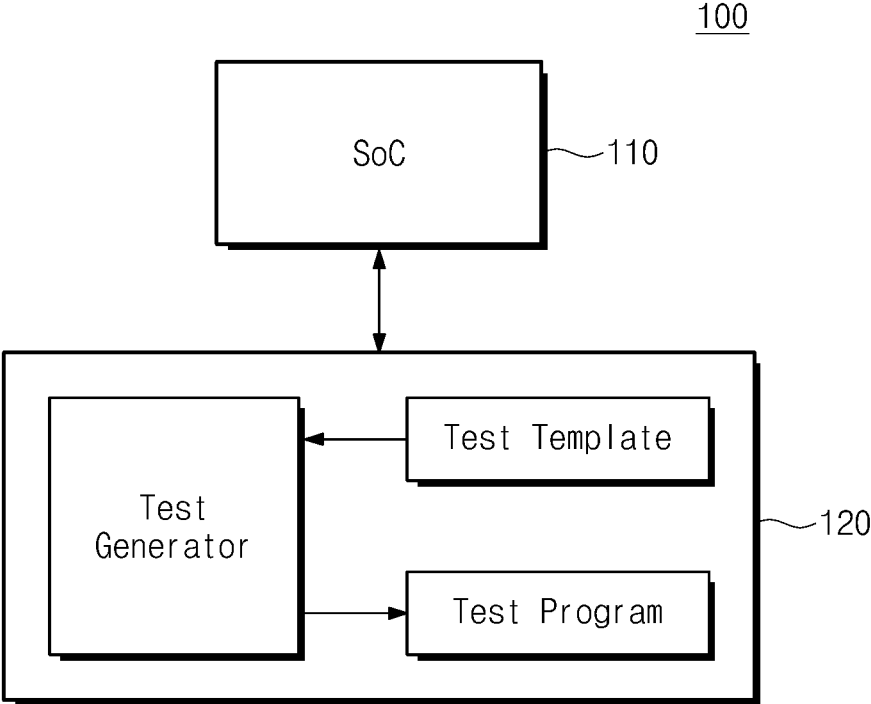 100
SoC
110
Test Template
Test
Generator
120
Test Program